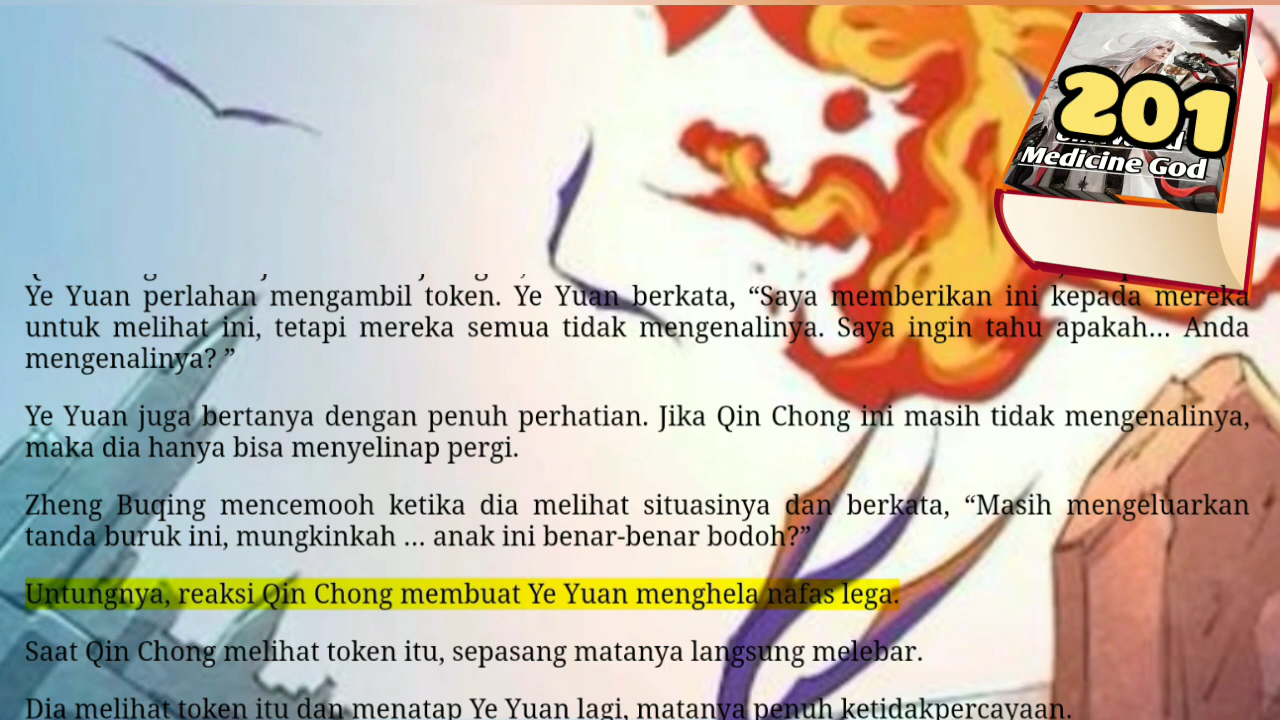 201
Medicine God
Ye Yuan perlahan mengambil token. Ye Yuan berkata, “Saya memberikan ini kepada mereka
untuk melihat ini, tetapi mereka semua tidak mengenalinya. Saya ingin tahu apakah... Anda
mengenalinya? ”
Ye Yuan juga bertanya dengan penuh perhatian. Jika Qin Chong ini masih tidak mengenalinya,
maka dia hanya bisa menyelinap pergi.
Zheng Buqing mencemooh ketika dia melihat situasinya dan berkata, “Masih mengeluarkan
tanda buruk ini, mungkinkah ... anak ini benar-benar bodoh?”
Untungnya, reaksi Qin Chong membuat Ye Yuan menghela nafas lega.
Saat Qin Chong melihat token itu, sepasang matanya langsung melebar.
Dia melihat token itu dan menatap Ye Yuan lagi, matanya penuh ketidakpercayaan.